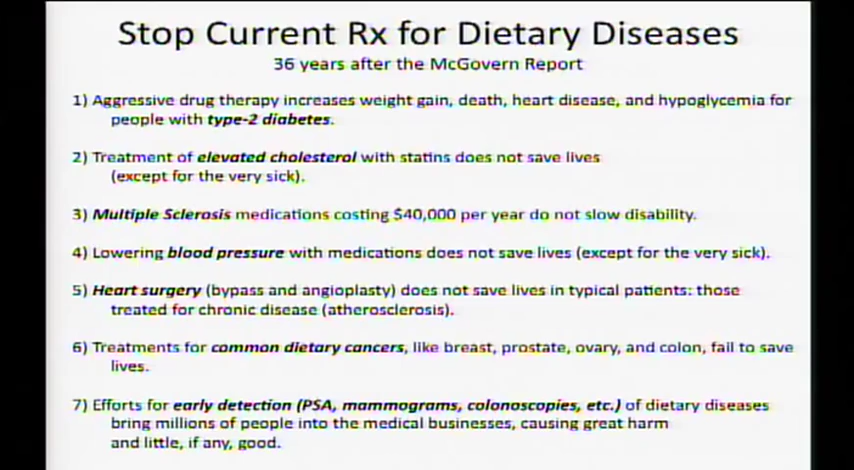 Stop Current Rx for Dietary Diseases
36 years after the McGovern Report
1) Aggressive drug therapy increases weight gain, death, heart disease, and hypoglycemia for
people with type-2 diabetes.
2) Treatment of elevated cholesterol with statins does not save lives
(except for the very sick).
3) Multiple Sclerosis medications costing $40,000 per year do not slow disability.
4) Lowering blood pressure with medications does not save lives (except for the very sick).
5) Heart surgery (bypass and angioplasty) does not save lives in typical patients: those
treated for chronic disease (atherosclerosis).
6) Treatments for common dietary cancers, like breast, prostate, ovary, and colon, fail to save
lives.
7) Efforts for early detection (PSA, mammograms, colonoscopies, etc.) of dietary diseases
bring millions of people into the medical businesses, causing great harm
and little, if any, good.